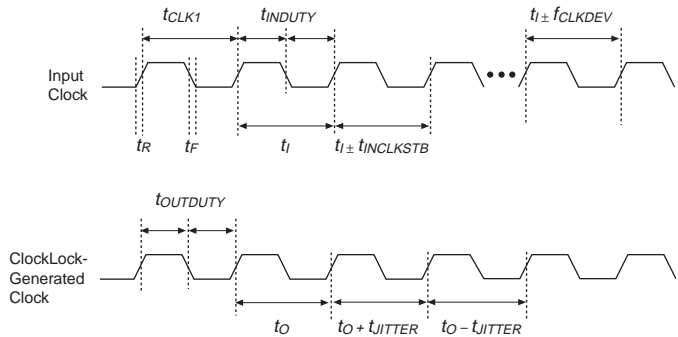 tCLK1 tINDUTY tI ± fCLKDEV
Input
Clock
tR tF tI tI ± tINCLKSTB
tOUTDUTY
ClockLock-
Generated
Clock
tO tO + tJITTER tO – tJITTER